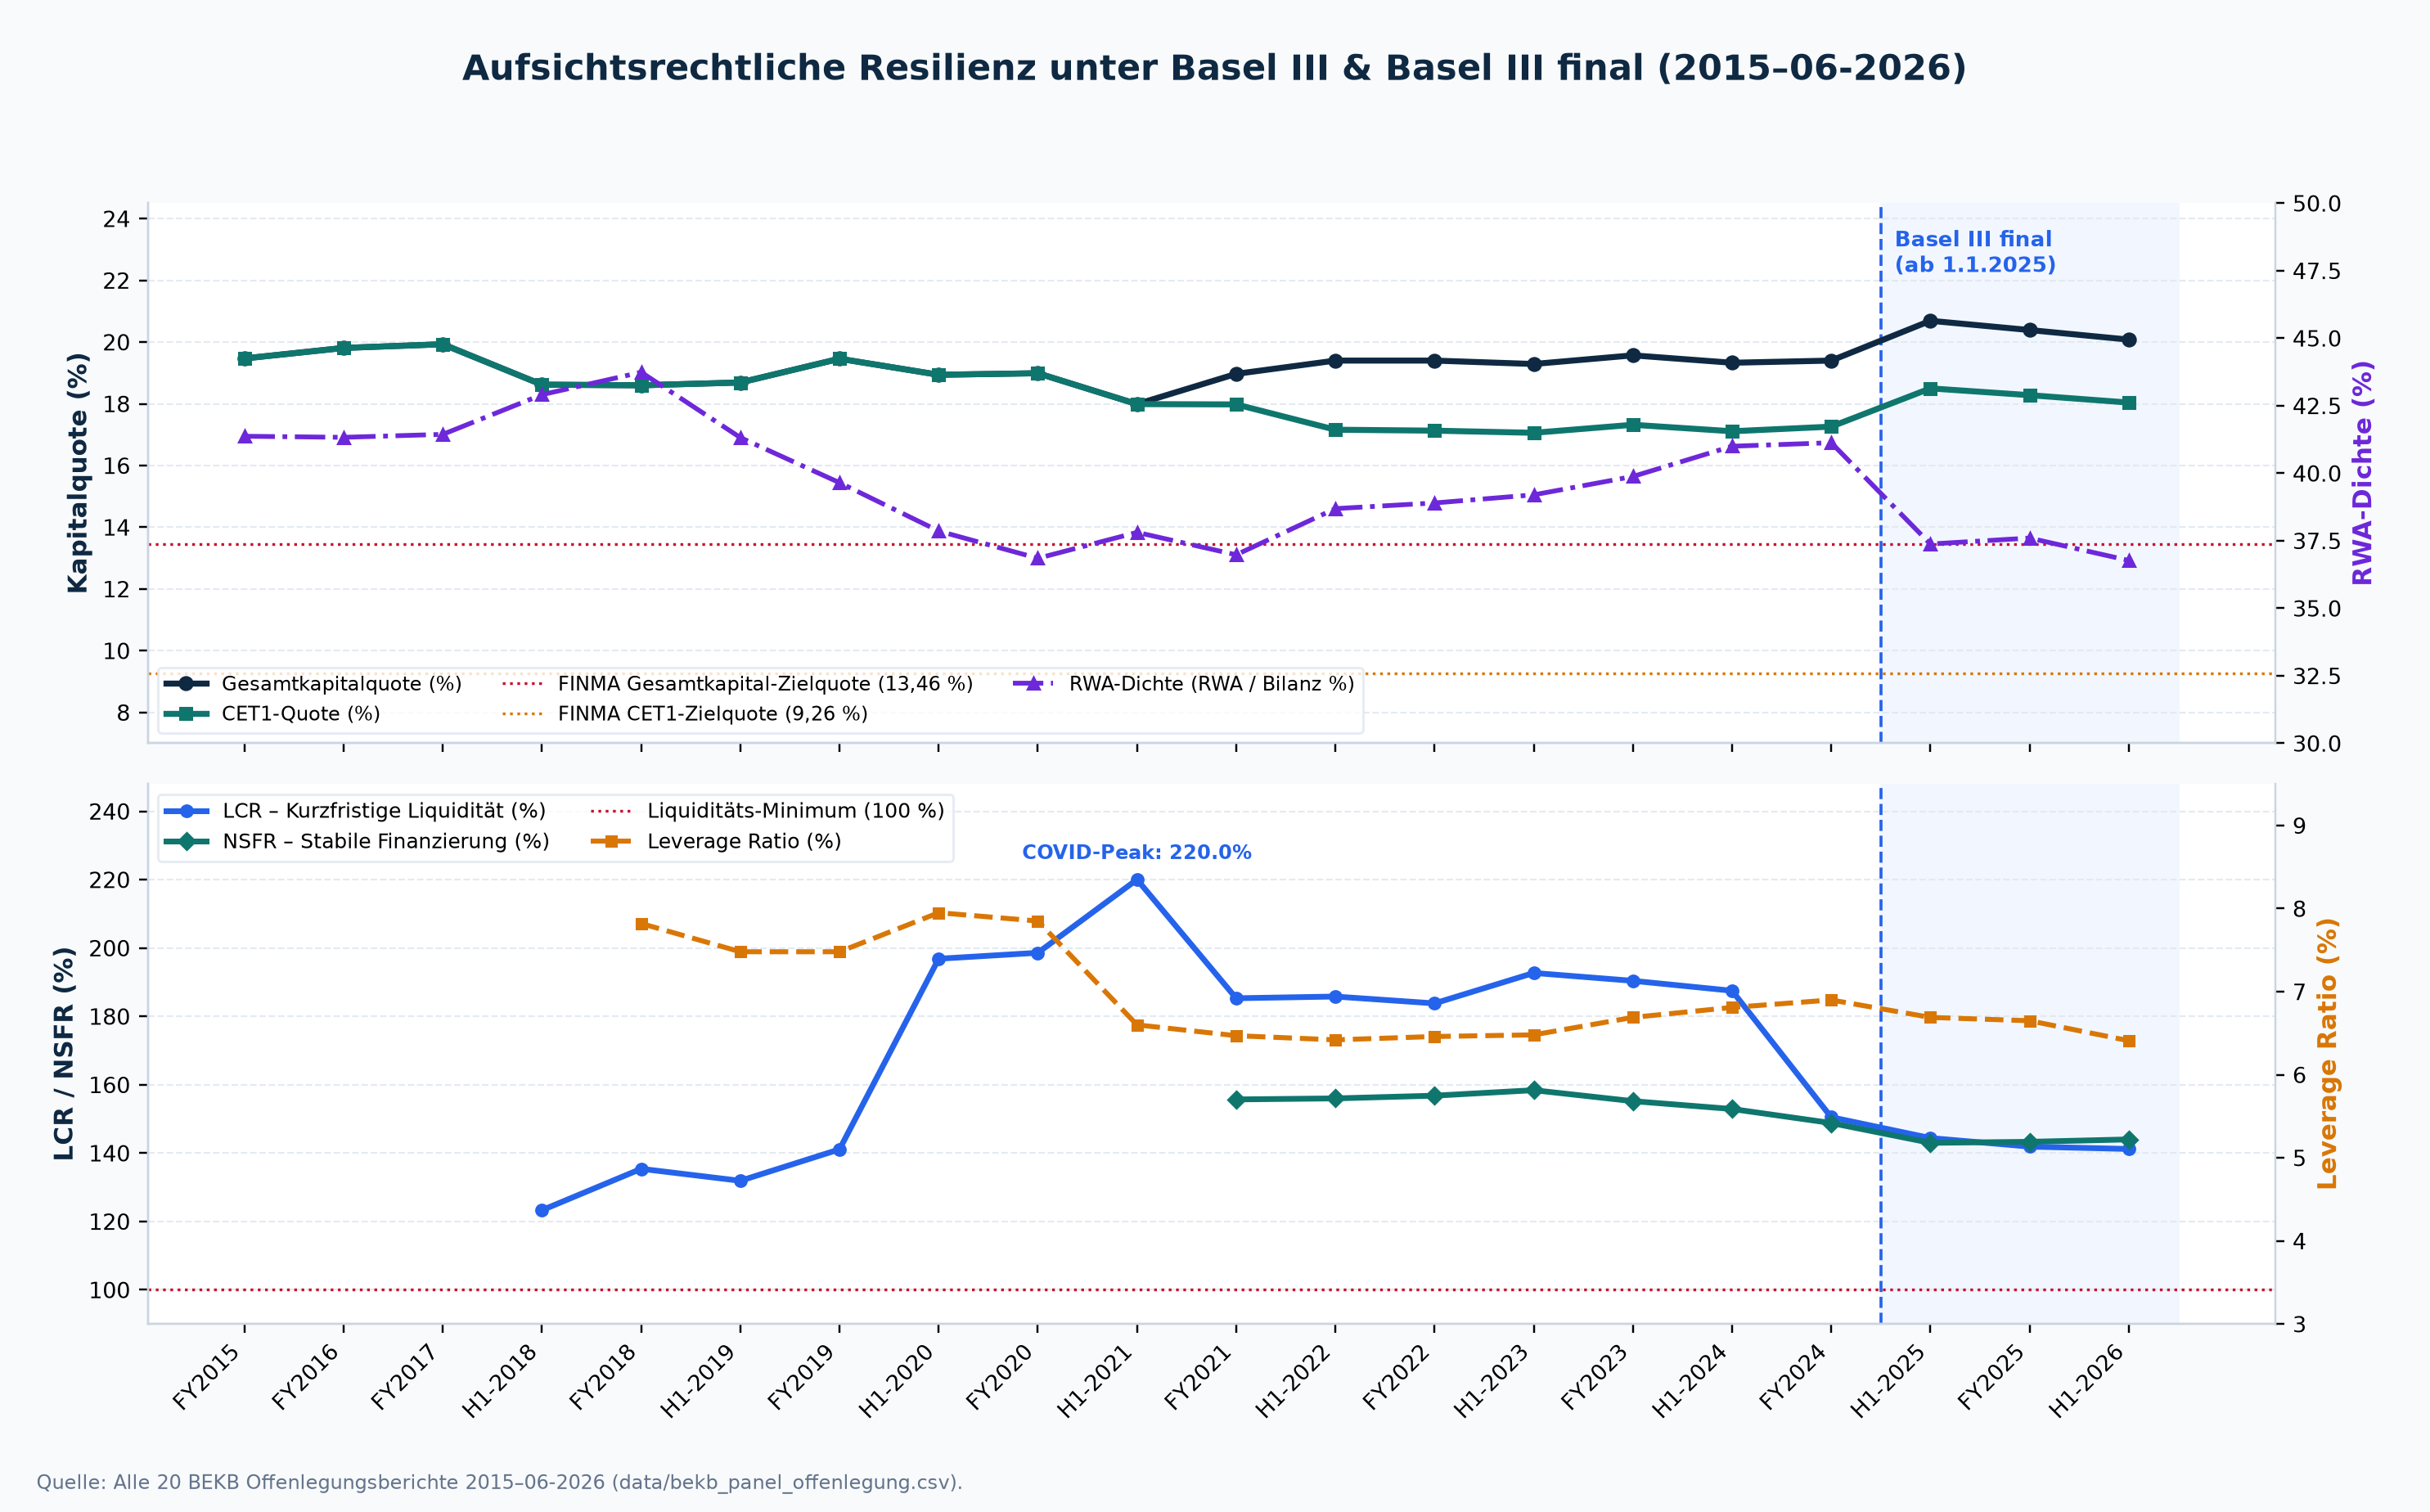 Aufsichtsrechtliche Resilienz unter Basel III & Basel III final (2015–06-2026)
Kapitalquote (%)
24
22
20
18
16
14
12
10
8
50.0
47.5
45.0
42.5
40.0
37.5
35.0
32.5
30.0
RWA-Dichte (%)
Basel III final
(ab 1.1.2025)
Gesamtkapitalquote (%)
CET1-Quote (%)
FINMA Gesamtkapital-Zielquote (13,46 %)
FINMA CET1-Zielquote (9,26 %)
RWA-Dichte (RWA / Bilanz %)
LCR / NSFR (%)
240
220
200
180
160
140
120
100
9
8
7
6
5
4
3
Leverage Ratio (%)
LCR – Kurzfristige Liquidität (%)
NSFR – Stabile Finanzierung (%)
Liquiditäts-Minimum (100 %)
Leverage Ratio (%)
COVID-Peak: 220.0%
FY2015
FY2016
FY2017
H1-2018
FY2018
H1-2019
FY2019
H1-2020
FY2020
H1-2021
FY2021
H1-2022
FY2022
H1-2023
FY2023
H1-2024
FY2024
H1-2025
FY2025
H1-2026
Quelle: Alle 20 BEKB Offenlegungsberichte 2015–06-2026 (data/bekb_panel_offenlegung.csv).